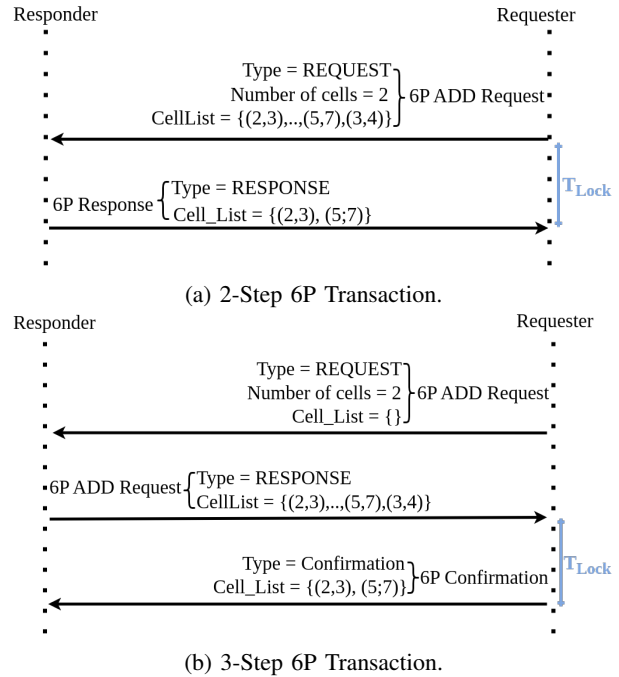 Responder Requester
Type = REQUEST
Number of cells = 2 6P ADD Request
CellList = {(2,3),..,(5,7),(3,4)}
T_Lock
Type = RESPONSE
6P Response
Cell_List = {(2,3), (5;7)}
(a) 2-Step 6P Transaction.
Responder Requester
Type = REQUEST
Number of cells = 2 6P ADD Request
Cell_List = {}
Type = RESPONSE
6P ADD Request
CellList = {(2,3),..,(5,7),(3,4)}
Type = Confirmation
T_Lock
6P Confirmation
Cell_List = {(2,3), (5;7)}
(b) 3-Step 6P Transaction.